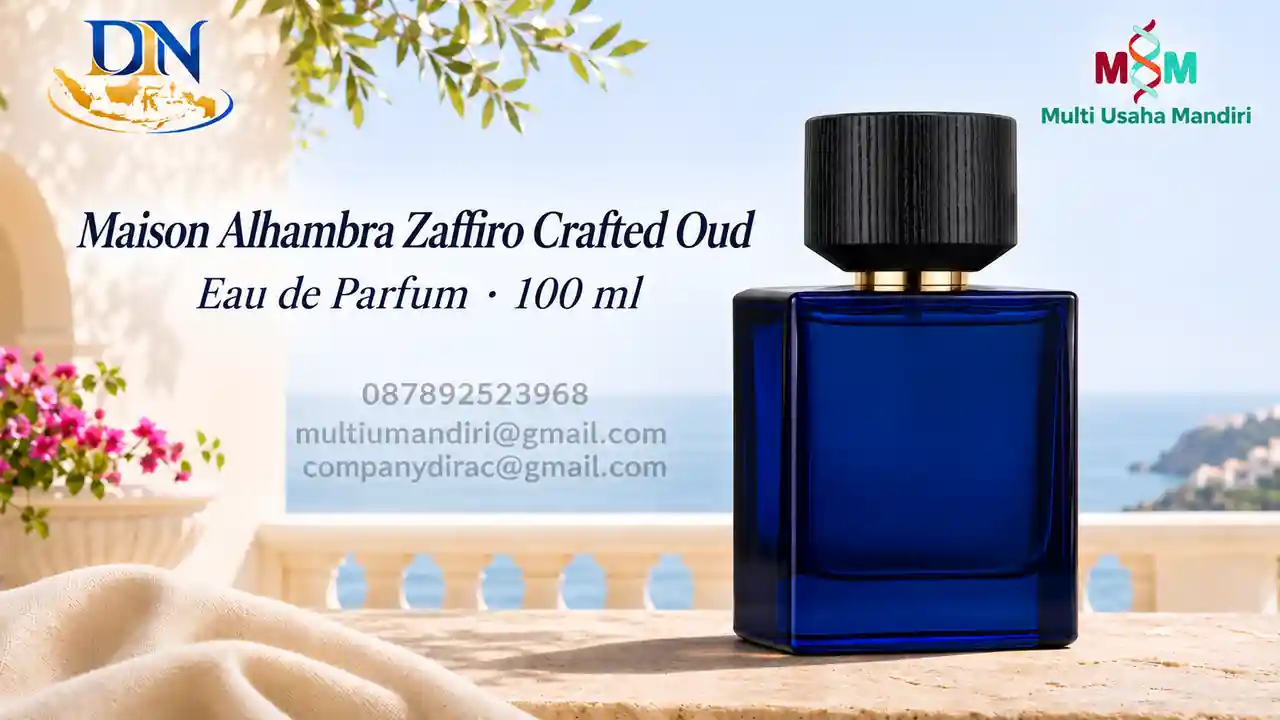 DN
M M
Multi Usaha Mandiri
Maison Alhambra Zaffiro Crafted Oud
Eau de Parfum · 100 ml
087892523968
multiumandiri@gmail.com
companydirac@gmail.com